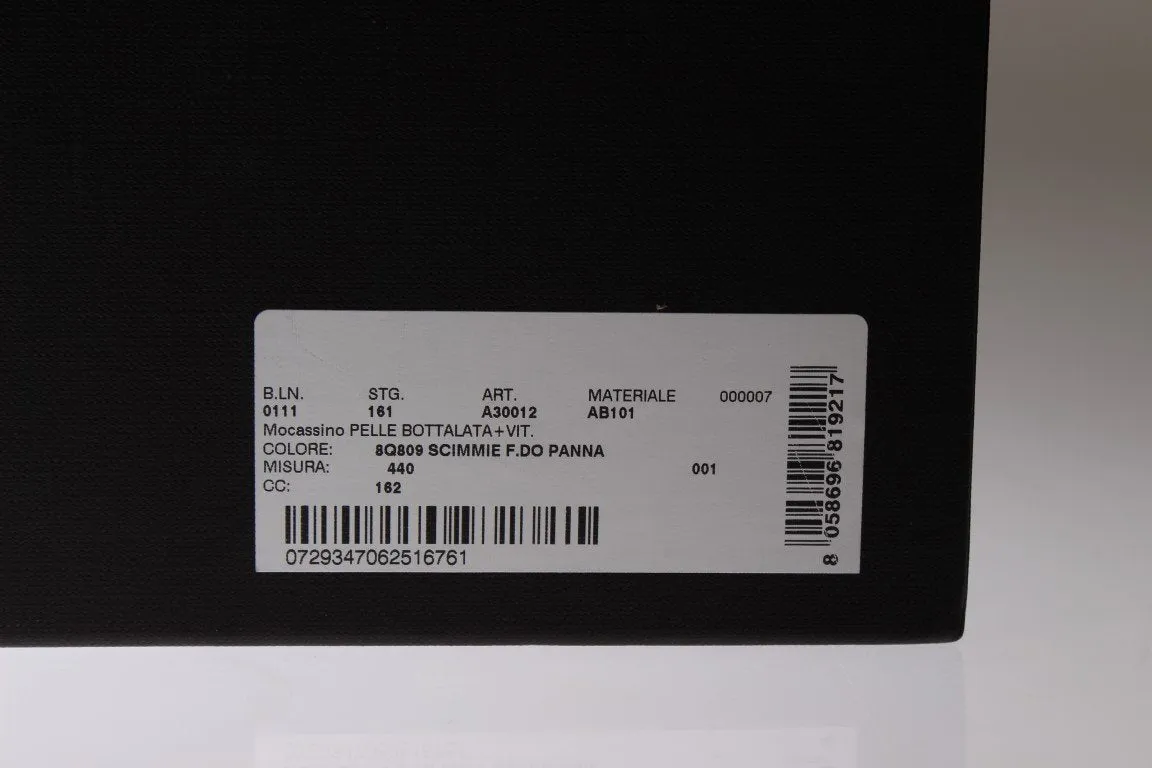 B.LN. STG. ART. MATERIALE 000007
0111 161 A30012 AB101
Mocassino PELLE BOTTALATA+VIT.
COLORE: 8Q809 SCIMMIE F.DO PANNA
MISURA: 440 001
CC: 162
0729347062516761
8 058696 819217